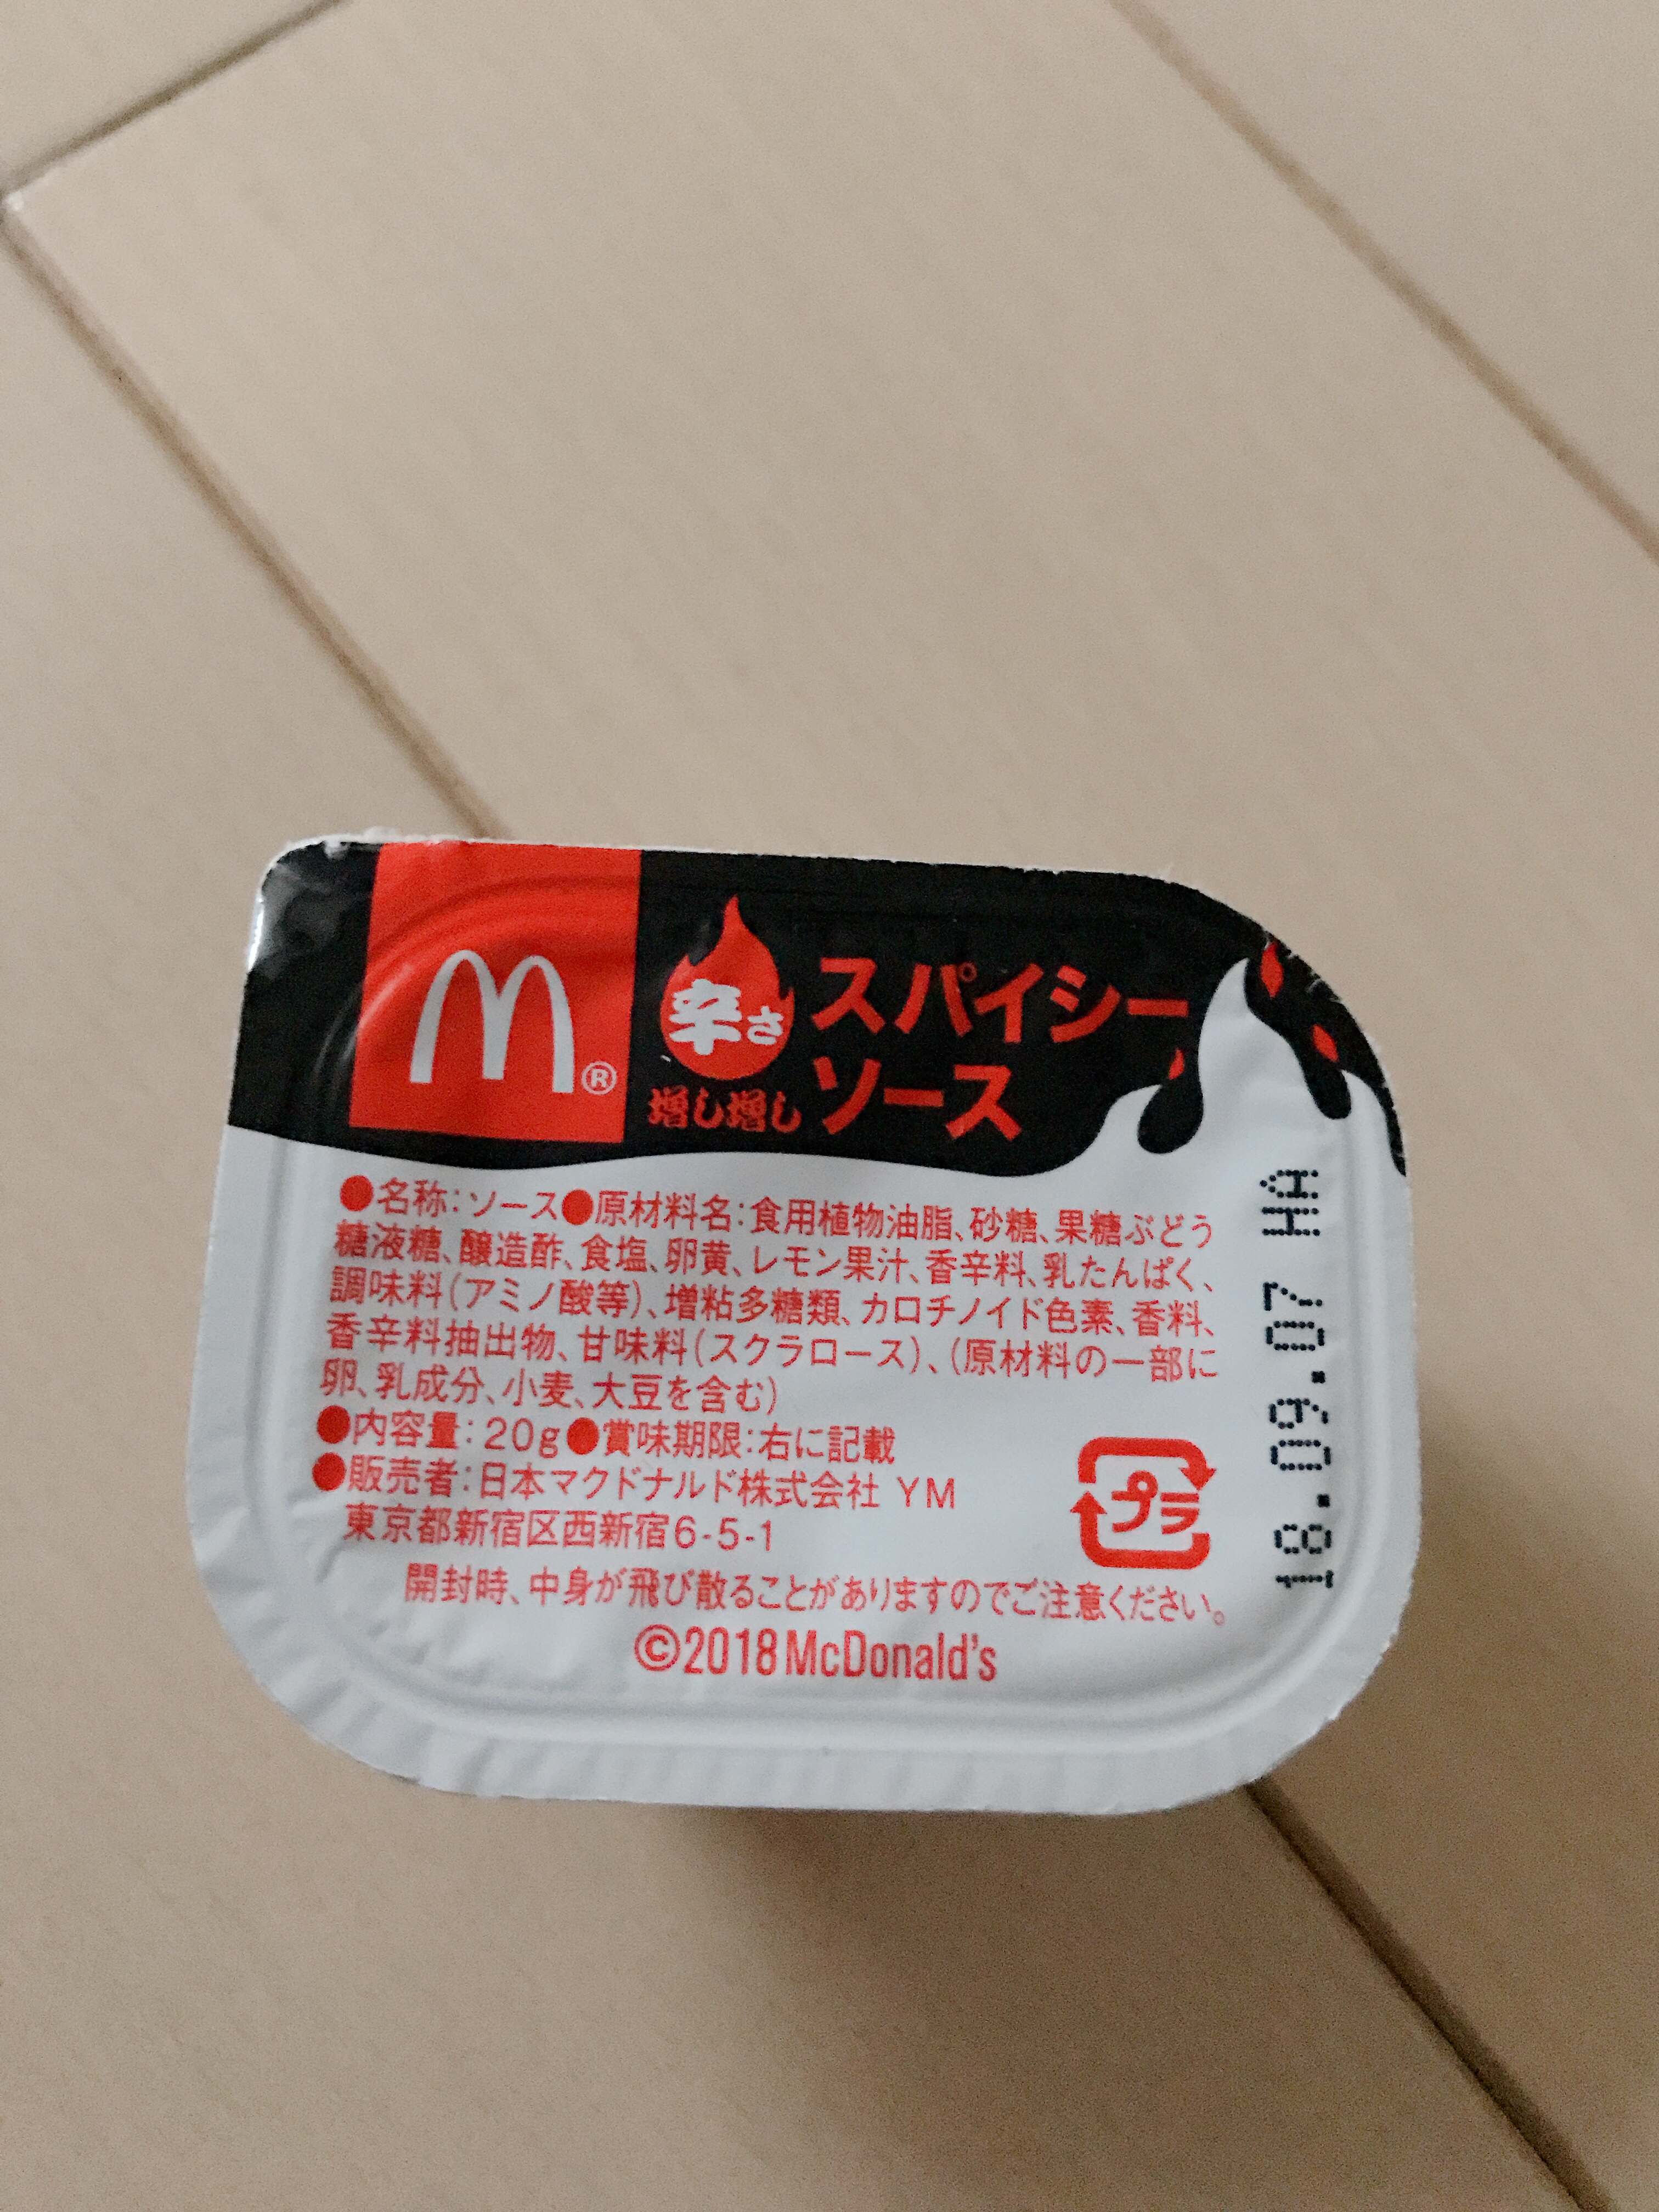 M®
辛さ
増し増し
スパイシー
ソース
●名称:ソース●原材料名:食用植物油脂、砂糖、果糖ぶどう
糖液糖、醸造酢、食塩、卵黄、レモン果汁、香辛料、乳たんぱく、
調味料(アミノ酸等)、増粘多糖類、カロチノイド色素、香料、
香辛料抽出物、甘味料(スクラロース)、(原材料の一部に
卵、乳成分、小麦、大豆を含む)
●内容量:20g●賞味期限:右に記載
●販売者:日本マクドナルド株式会社 YM
東京都新宿区西新宿6-5-1
プラ
開封時、中身が飛び散ることがありますのでご注意ください。
©2018 McDonald's
18.09.07 HA